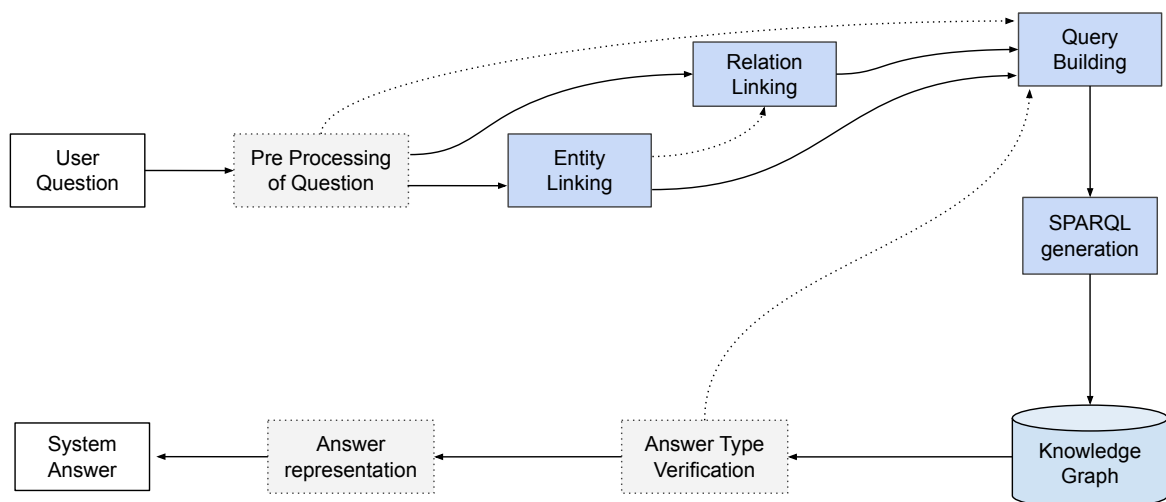 User
Question
Pre Processing
of Question
Entity
Linking
Relation
Linking
Query
Building
SPARQL
generation
Knowledge
Graph
Answer Type
Verification
Answer
representation
System
Answer